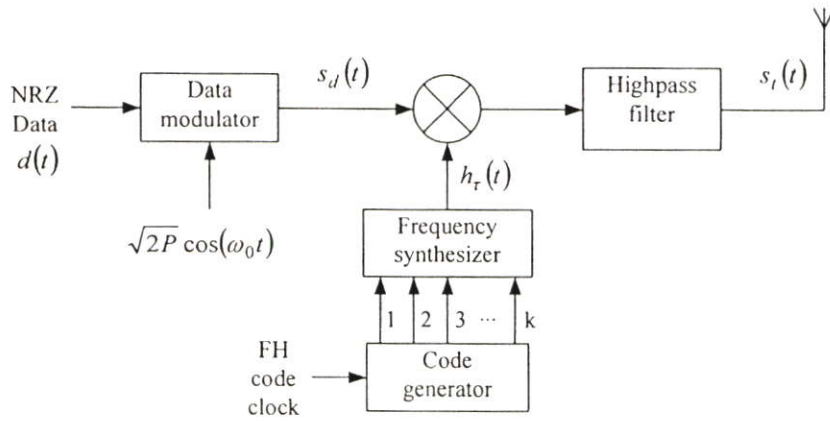 NRZ
Data
d(t)
Data
modulator
s_d(t)
Highpass
filter
s_t(t)
h_τ(t)
√2P cos(ω₀t)
Frequency
synthesizer
1 2 3 ... k
FH
code
clock
Code
generator